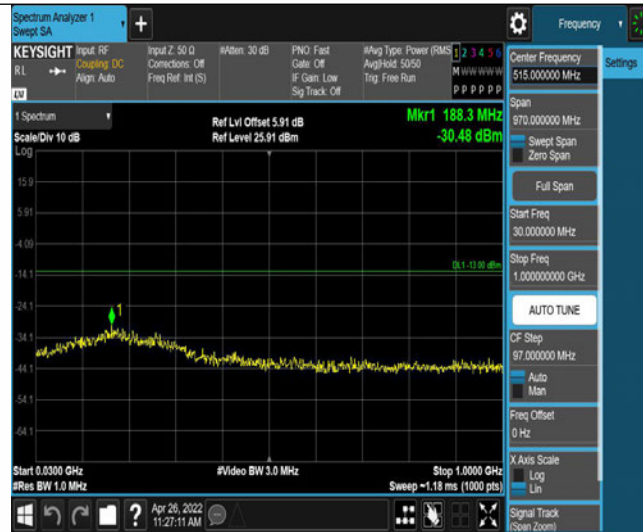 Spectrum Analyzer 1
Swept SA
+
Frequency
Settings
KEYSIGHT
RL
Input: RF
Coupling: DC
Align: Auto
Input Z: 50 Ω
Corrections: Off
Freq Ref: Int (S)
#Atten: 30 dB
PNO: Fast
Gate: Off
IF Gain: Low
Sig Track: Off
#Avg Type: Power (RMS
Avg|Hold: 50/50
Trig: Free Run
1 2 3 4 5 6
M W W W W W
P P P P P P
1 Spectrum
Scale/Div 10 dB
Log
Ref Lvl Offset 5.91 dB
Ref Level 25.91 dBm
Mkr1 188.3 MHz
-30.48 dBm
15.9
5.91
-4.09
-14.1
-24.1
-34.1
-44.1
-54.1
-64.1
DL1 -13.00 dBm
1
Start 0.0300 GHz
#Res BW 1.0 MHz
#Video BW 3.0 MHz
Stop 1.0000 GHz
Sweep ~1.18 ms (1000 pts)
?
Apr 26, 2022
11:27:11 AM
Center Frequency
515.000000 MHz
Span
970.000000 MHz
Swept Span
Zero Span
Full Span
Start Freq
30.000000 MHz
Stop Freq
1.000000000 GHz
AUTO TUNE
CF Step
97.000000 MHz
Auto
Man
Freq Offset
0 Hz
X Axis Scale
Log
Lin
Signal Track
(Span Zoom)